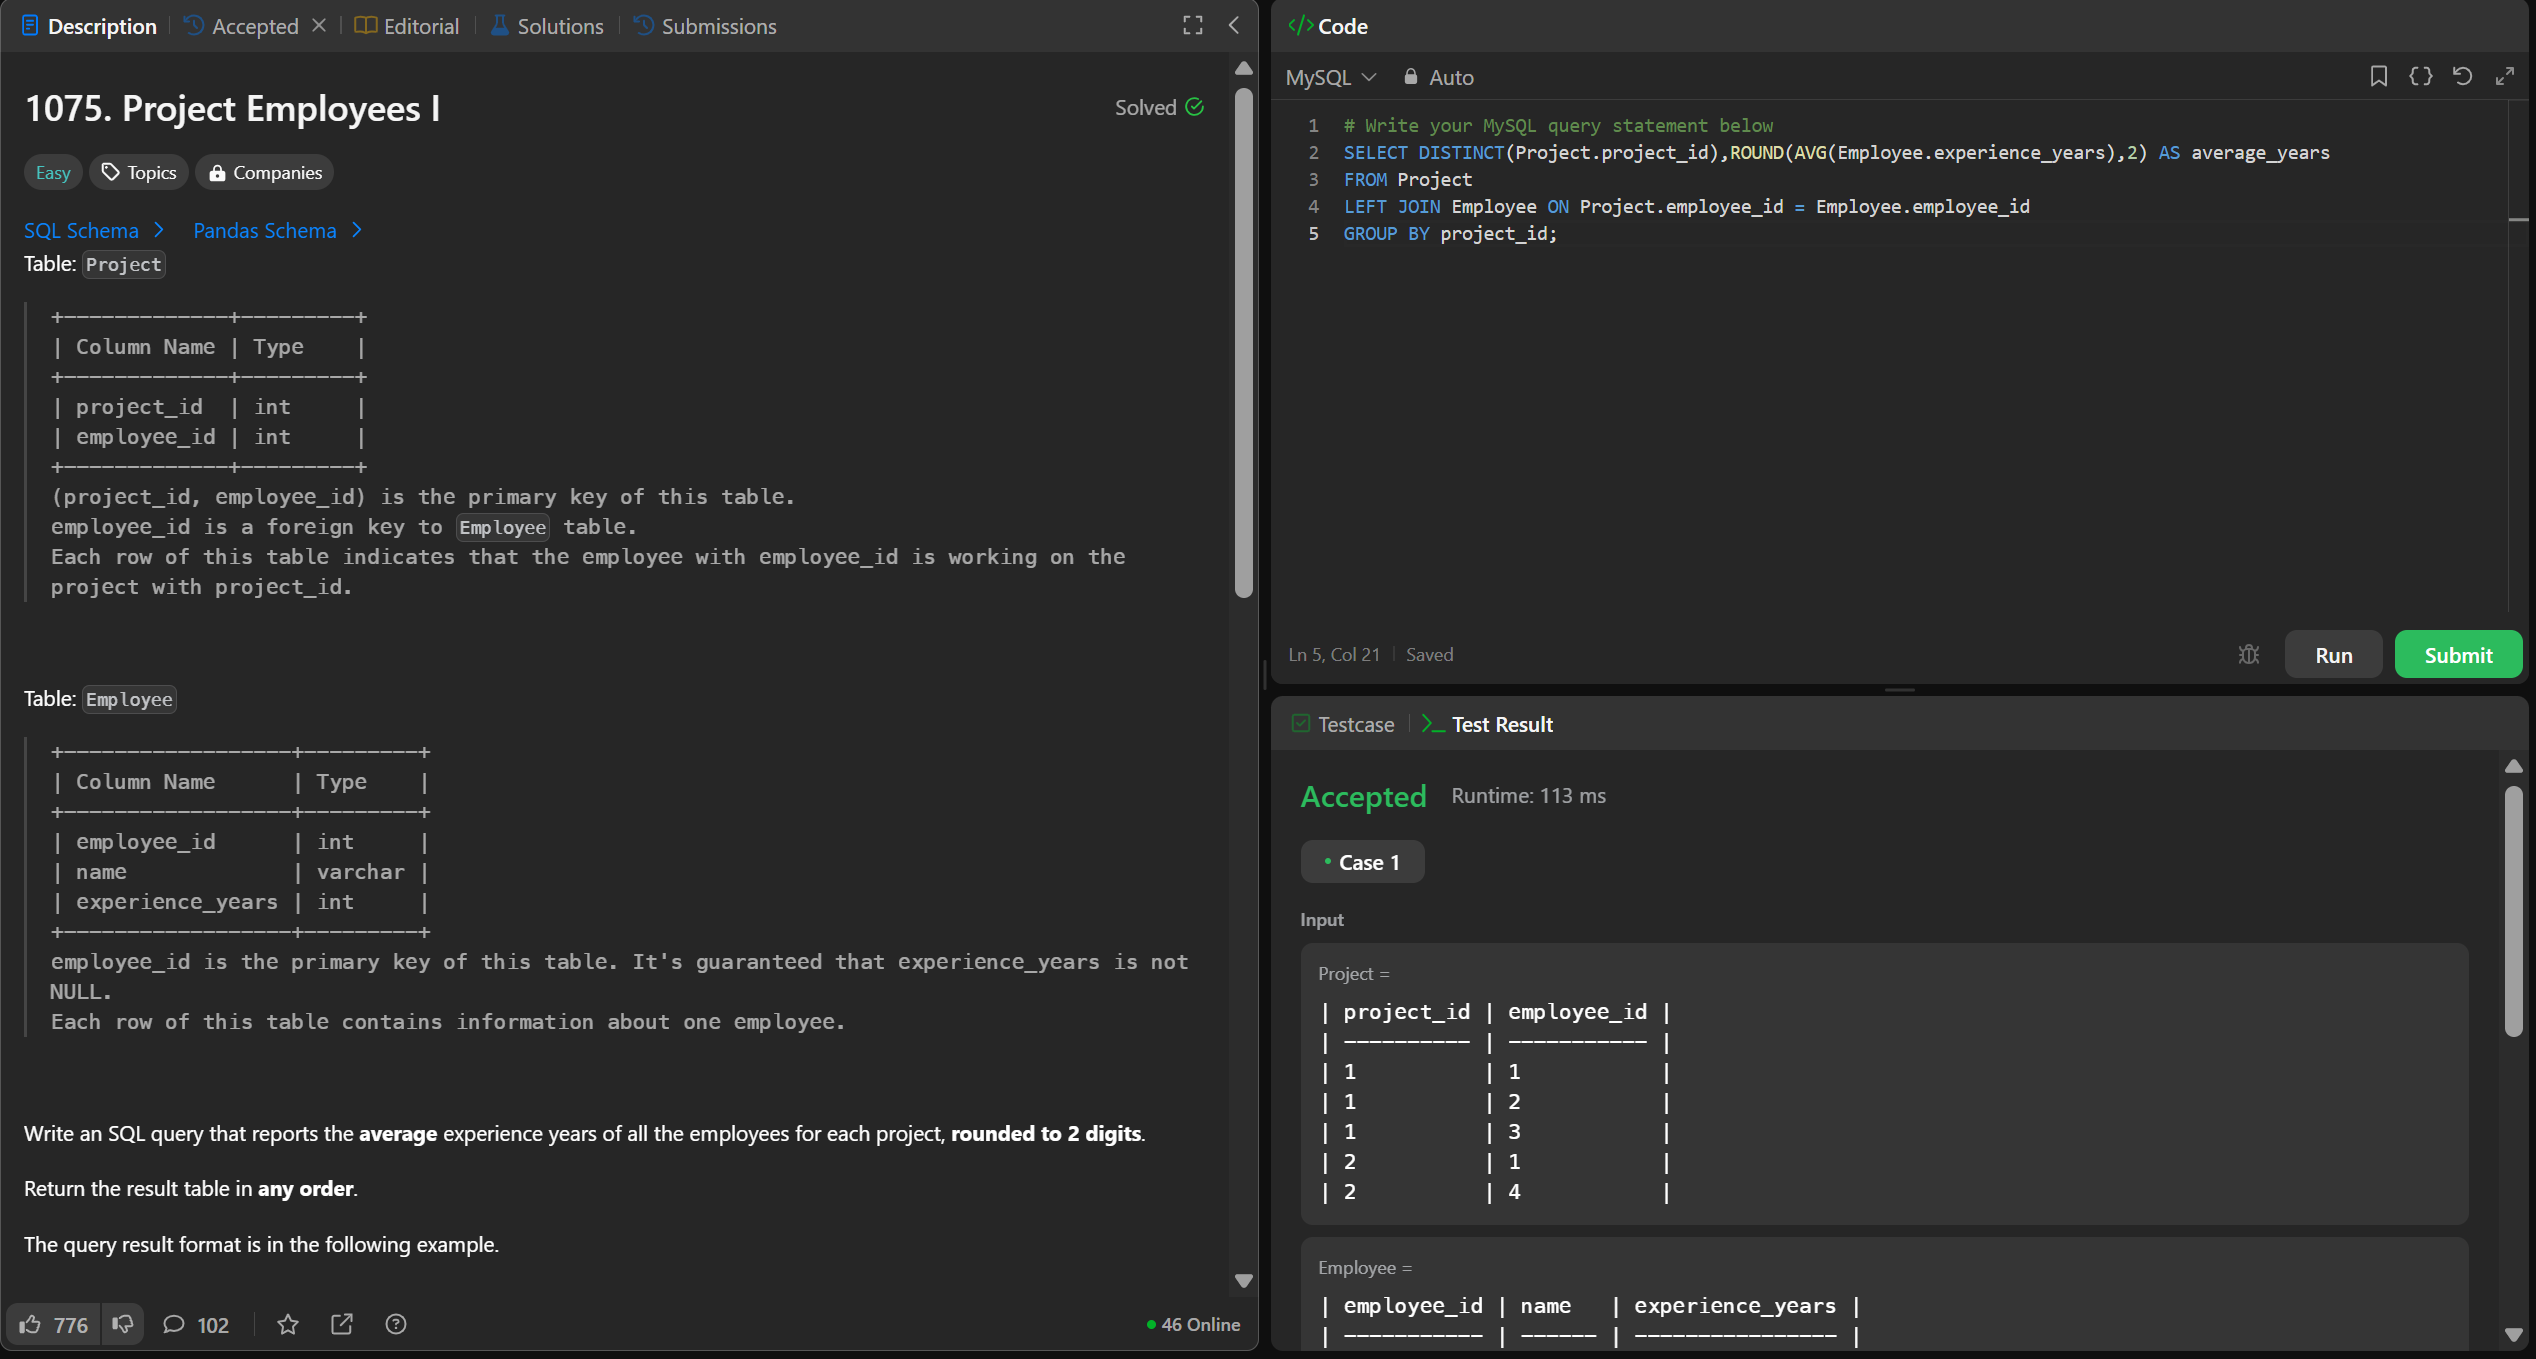 Description
Accepted
Editorial
Solutions
Submissions
1075. Project Employees I
Solved
Easy
Topics
Companies
SQL Schema
Pandas Schema
Table: Project
+-------------+---------+
| Column Name | Type    |
+-------------+---------+
| project_id  | int     |
| employee_id | int     |
+-------------+---------+
(project_id, employee_id) is the primary key of this table.
employee_id is a foreign key to Employee table.
Each row of this table indicates that the employee with employee_id is working on the
project with project_id.
Table: Employee
+------------------+---------+
| Column Name      | Type    |
+------------------+---------+
| employee_id      | int     |
| name             | varchar |
| experience_years | int     |
+------------------+---------+
employee_id is the primary key of this table. It's guaranteed that experience_years is not
NULL.
Each row of this table contains information about one employee.
Write an SQL query that reports the average experience years of all the employees for each project, rounded to 2 digits.
Return the result table in any order.
The query result format is in the following example.
776
102
46 Online
</> Code
MySQL
Auto
1 # Write your MySQL query statement below
2 SELECT DISTINCT(Project.project_id),ROUND(AVG(Employee.experience_years),2) AS average_years
3 FROM Project
4 LEFT JOIN Employee ON Project.employee_id = Employee.employee_id
5 GROUP BY project_id;
Ln 5, Col 21
Saved
Run
Submit
Testcase
>_ Test Result
Accepted
Runtime: 113 ms
Case 1
Input
Project =
| project_id | employee_id |
| ---------- | ----------- |
| 1          | 1           |
| 1          | 2           |
| 1          | 3           |
| 2          | 1           |
| 2          | 4           |
Employee =
| employee_id | name   | experience_years |
| ----------- | ------ | ---------------- |